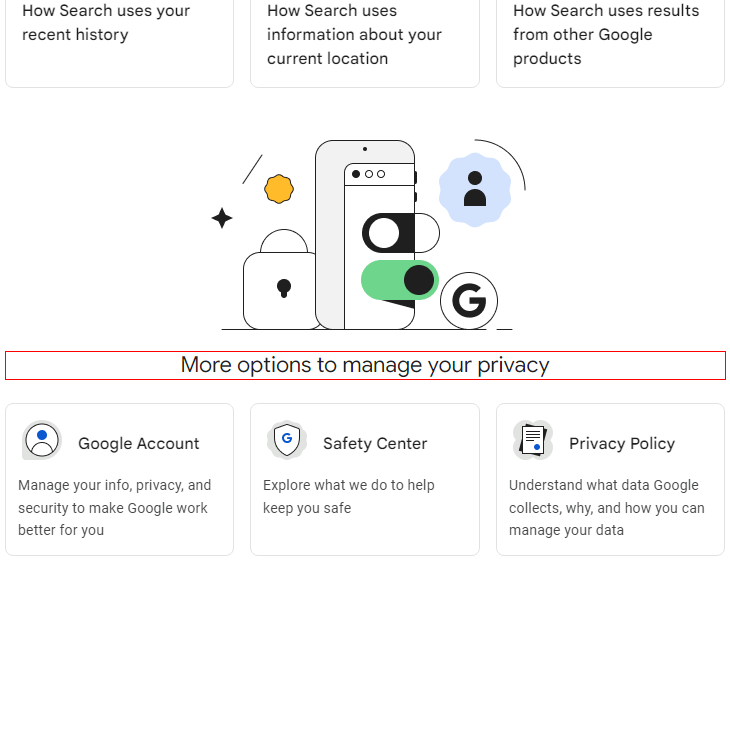 How Search uses your
recent history
How Search uses
information about your
current location
How Search uses results
from other Google
products
G
More options to manage your privacy
Google Account
Manage your info, privacy, and
security to make Google work
better for you
G
Safety Center
Explore what we do to help
keep you safe
Privacy Policy
Understand what data Google
collects, why, and how you can
manage your data